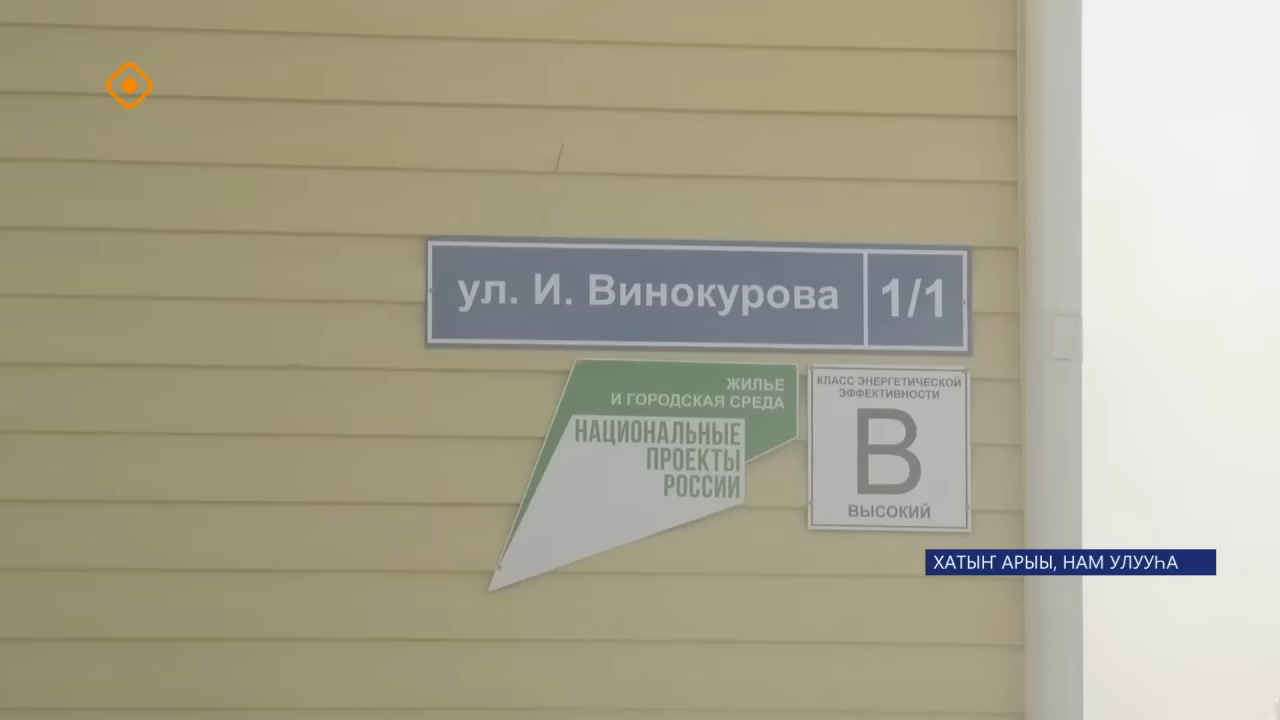 ул. И. Винокурова 1/1
ЖИЛЬЕ
И ГОРОДСКАЯ СРЕДА
НАЦИОНАЛЬНЫЕ
ПРОЕКТЫ
РОССИИ
КЛАСС ЭНЕРГЕТИЧЕСКОЙ
ЭФФЕКТИВНОСТИ
В
ВЫСОКИЙ
ХАТЫҤ АРЫЫ, НАМ УЛУУҺА